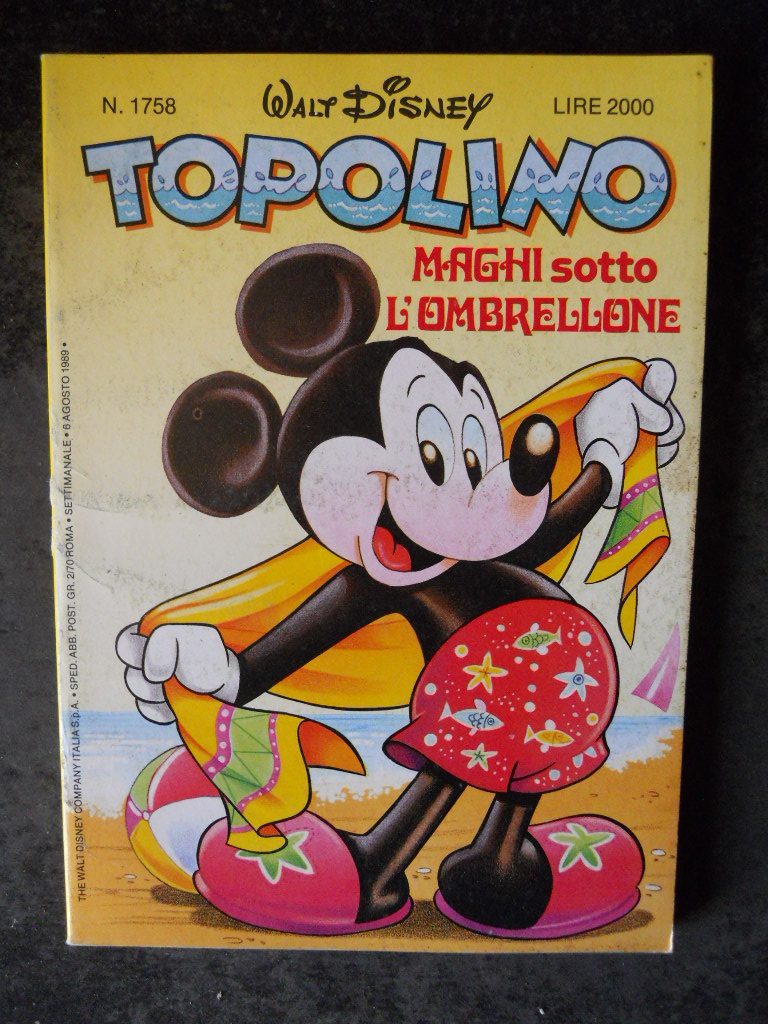 N. 1758 WALT DISNEY LIRE 2000
TOPOLINO
MAGHI sotto
L'OMBRELLONE
THE WALT DISNEY COMPANY ITALIA S.p.A. • SPED. ABB. POST. GR. 2/70 ROMA • SETTIMANALE • 6 AGOSTO 1989 •